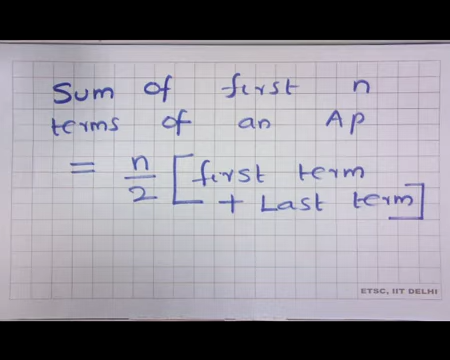 Sum of first n
terms of an AP
= n/2 [first term
+ Last term]
ETSC, IIT DELHI